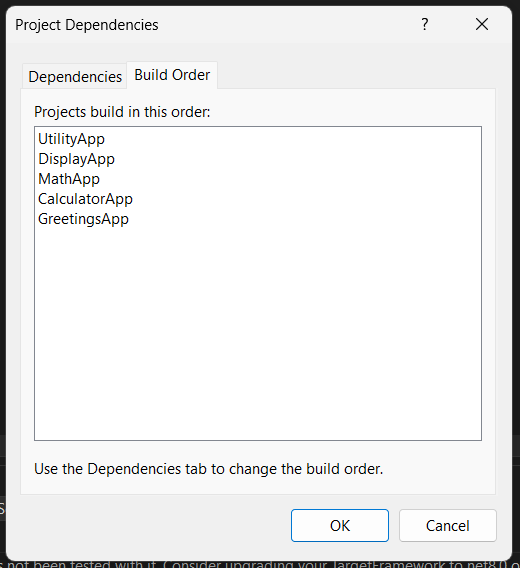 Project Dependencies
?
Dependencies
Build Order
Projects build in this order:
UtilityApp
DisplayApp
MathApp
CalculatorApp
GreetingsApp
Use the Dependencies tab to change the build order.
OK
Cancel
not been tested with it. Consider upgrading your TargetFramework to net8.0 o